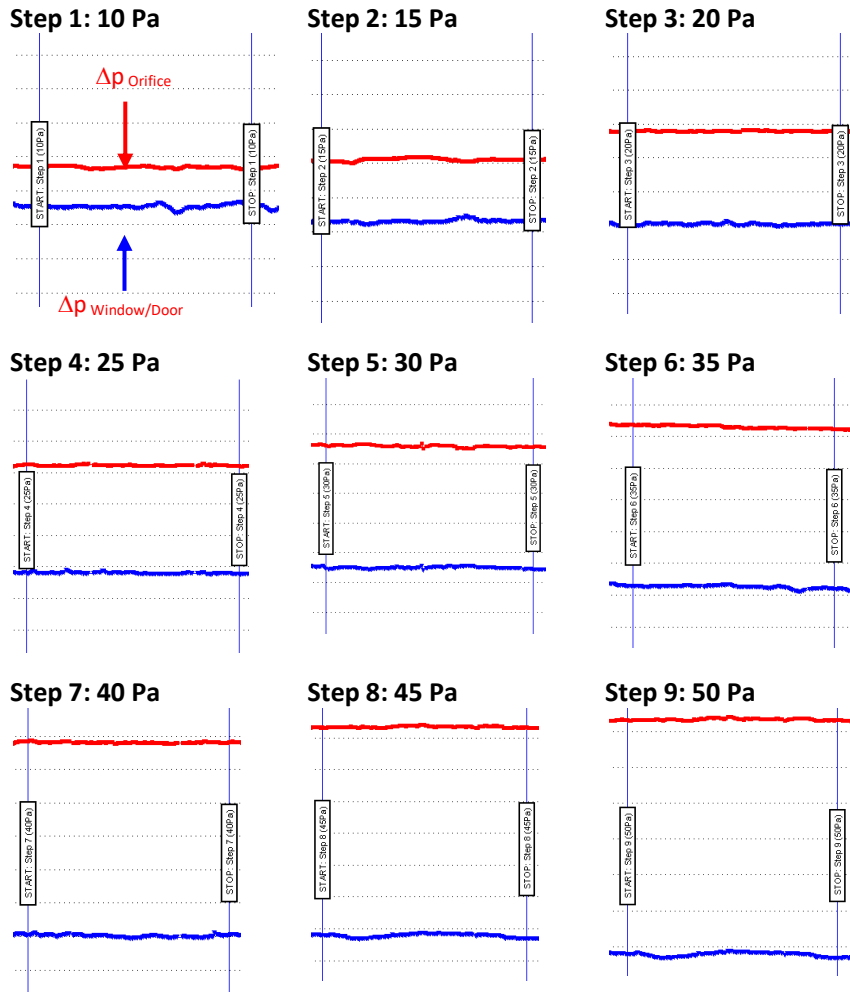 Step 1: 10 Pa
Step 2: 15 Pa
Step 3: 20 Pa
Δp Orifice
START: Step 1 (10Pa)
STOP: Step 1 (10Pa)
Δp Window/Door
START: Step 2 (15Pa)
STOP: Step 2 (15Pa)
START: Step 3 (20Pa)
STOP: Step 3 (20Pa)
Step 4: 25 Pa
Step 5: 30 Pa
Step 6: 35 Pa
START: Step 4 (25Pa)
STOP: Step 4 (25Pa)
START: Step 5 (30Pa)
STOP: Step 5 (30Pa)
START: Step 6 (35Pa)
STOP: Step 6 (35Pa)
Step 7: 40 Pa
Step 8: 45 Pa
Step 9: 50 Pa
START: Step 7 (40Pa)
STOP: Step 7 (40Pa)
START: Step 8 (45Pa)
STOP: Step 8 (45Pa)
START: Step 9 (50Pa)
STOP: Step 9 (50Pa)